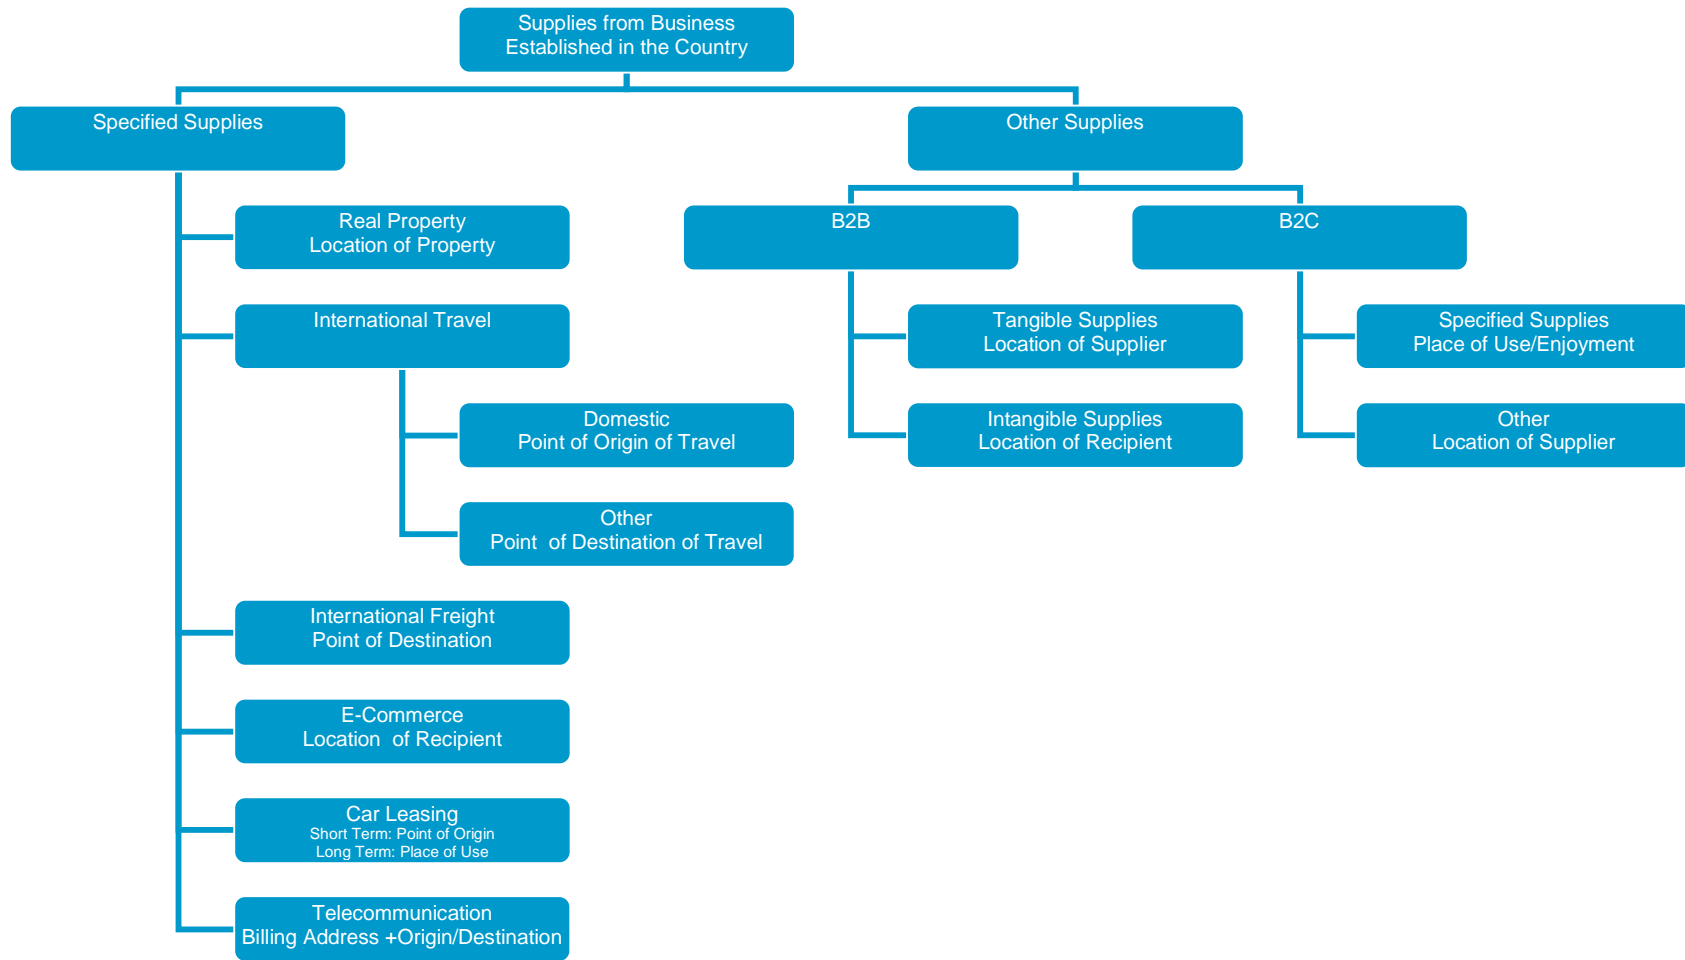 Supplies from Business
Established in the Country
Specified Supplies
Other Supplies
Real Property
Location of Property
B2B
B2C
International Travel
Tangible Supplies
Location of Supplier
Specified Supplies
Place of Use/Enjoyment
Domestic
Point of Origin of Travel
Intangible Supplies
Location of Recipient
Other
Location of Supplier
Other
Point  of Destination of Travel
International Freight
Point of Destination
E-Commerce
Location  of Recipient
Car Leasing
Short Term: Point of Origin
Long Term: Place of Use
Telecommunication
Billing Address +Origin/Destination